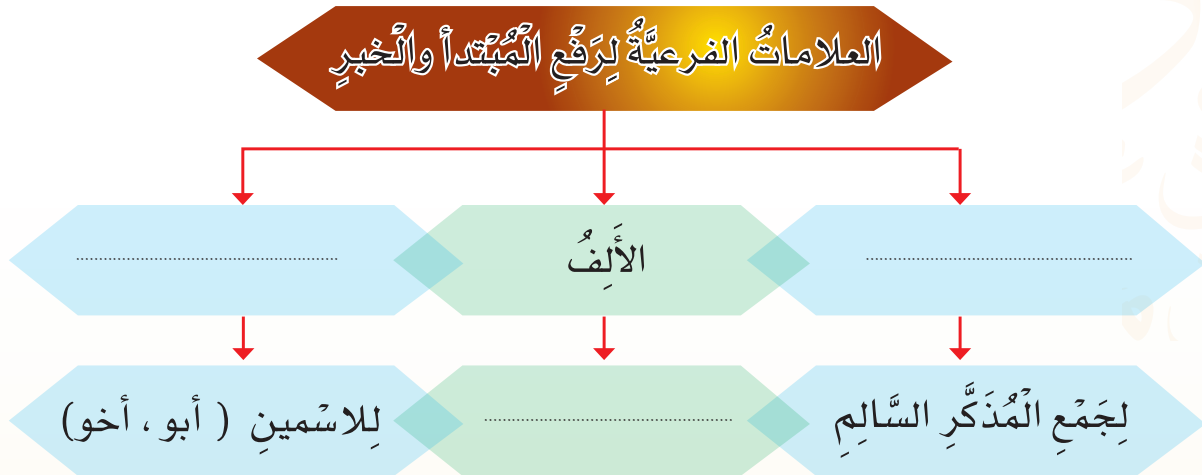 العلاماتُ الفرعيَّةُ لِرَفْعِ الْمُبْتدأ والْخبرِ
......................................
الأَلِفُ
......................................
لِجَمْعِ الْمُذَكَّرِ السَّالِمِ
......................................
لِلاسْمينِ ( أبو ، أخو)